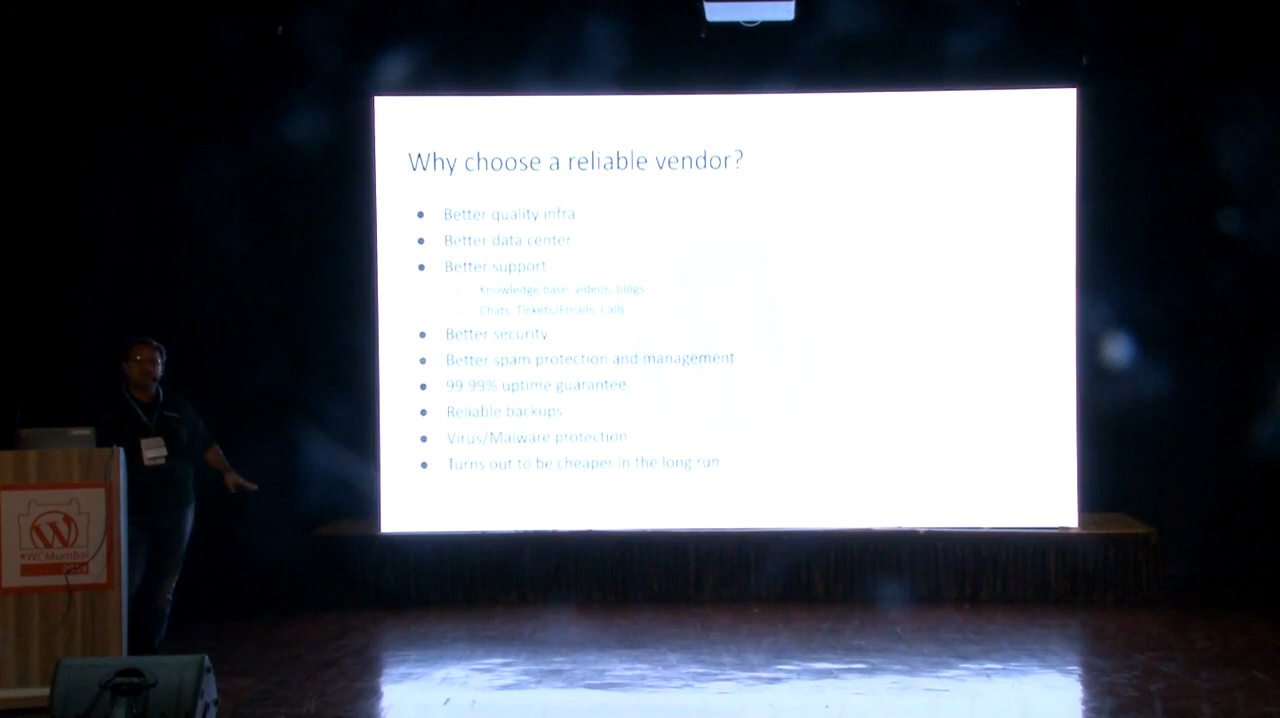 Why choose a reliable vendor?
Better quality infra
Better data center
Better support
Knowledge base, videos, blogs
Chats, Tickets/Emails, Calls
Better security
Better spam protection and management
99.99% uptime guarantee
Reliable backups
Virus/Malware protection
Turns out to be cheaper in the long run
#WCMumbai